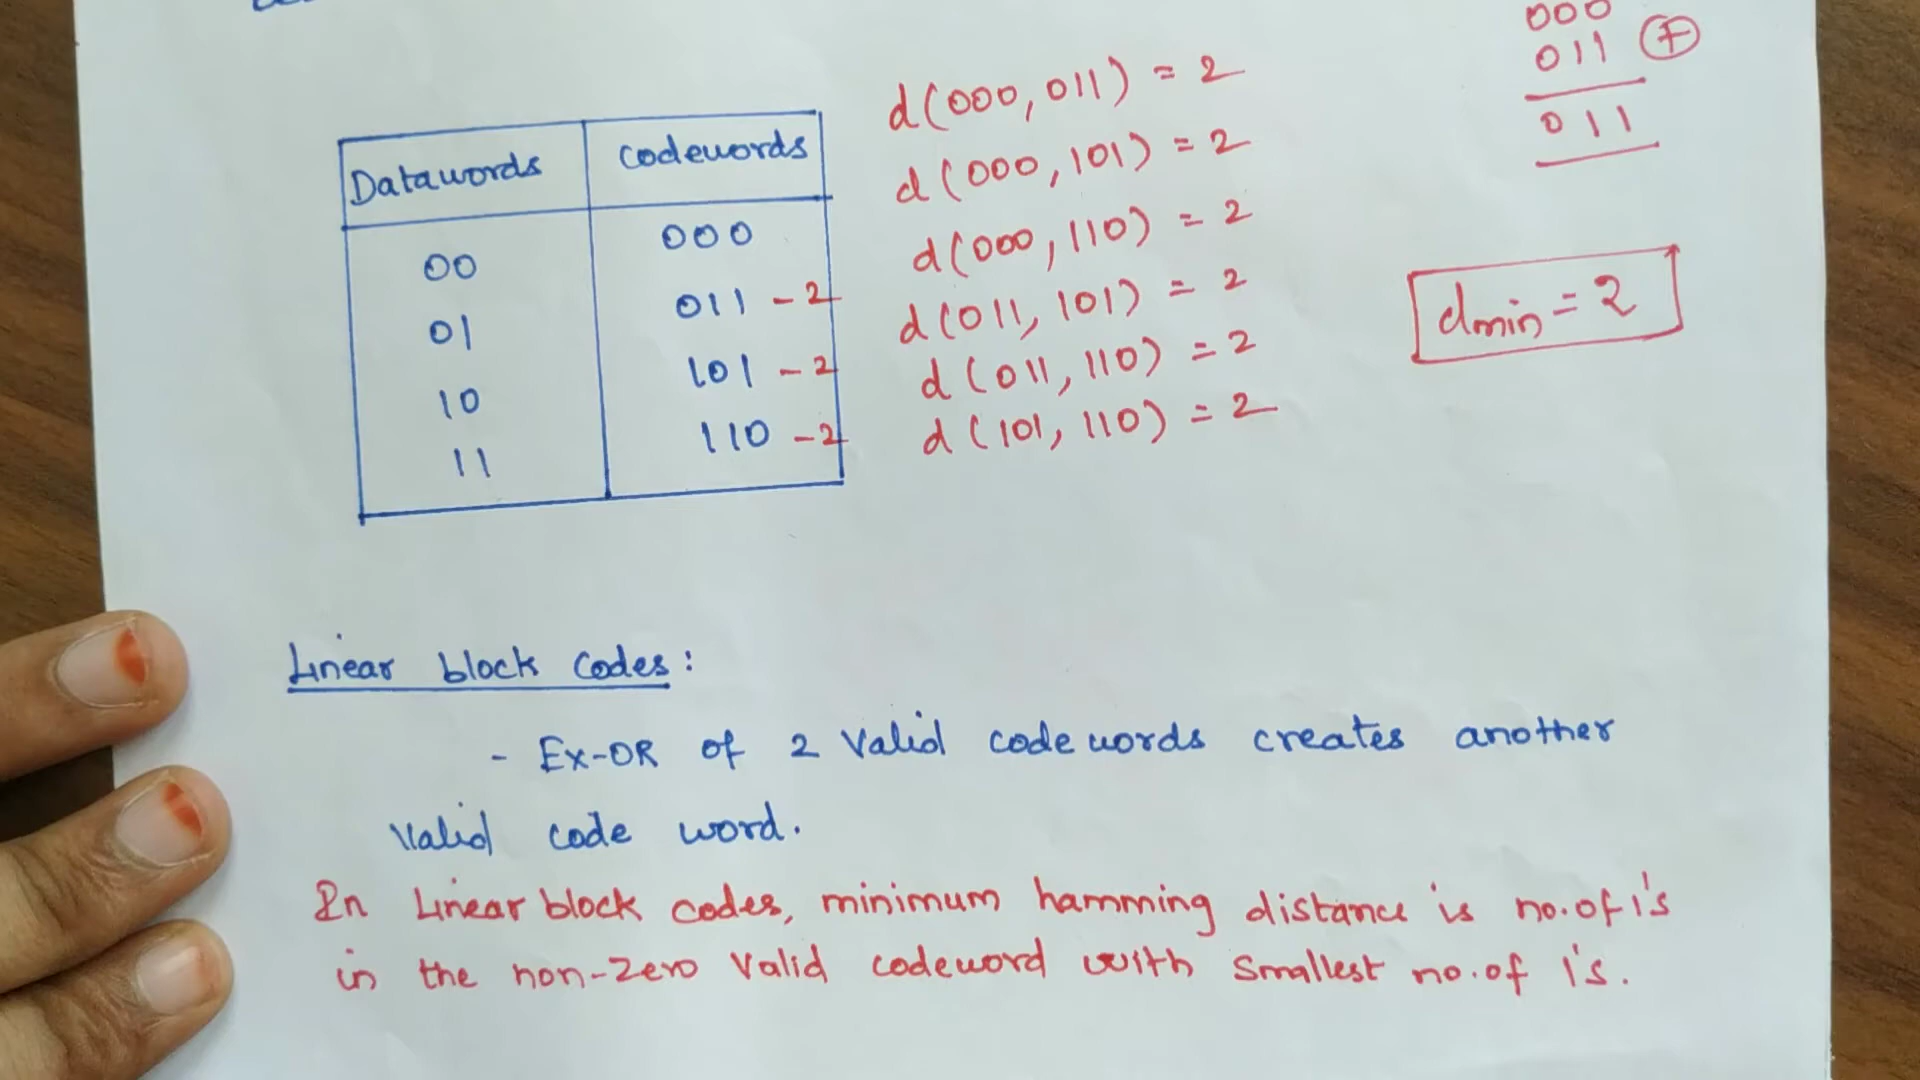 000
011 ⊕
011
Datawords Codewords
00 000
01 011 - 2
10 101 - 2
11 110 - 2
d(000, 011) = 2
d(000, 101) = 2
d(000, 110) = 2
d(011, 101) = 2
d(011, 110) = 2
d(101, 110) = 2
dmin = 2
Linear block codes:
- Ex-OR of 2 valid codewords creates another
valid code word.
In Linear block codes, minimum hamming distance is no.of 1's
in the non-zero valid codeword with smallest no.of 1's.